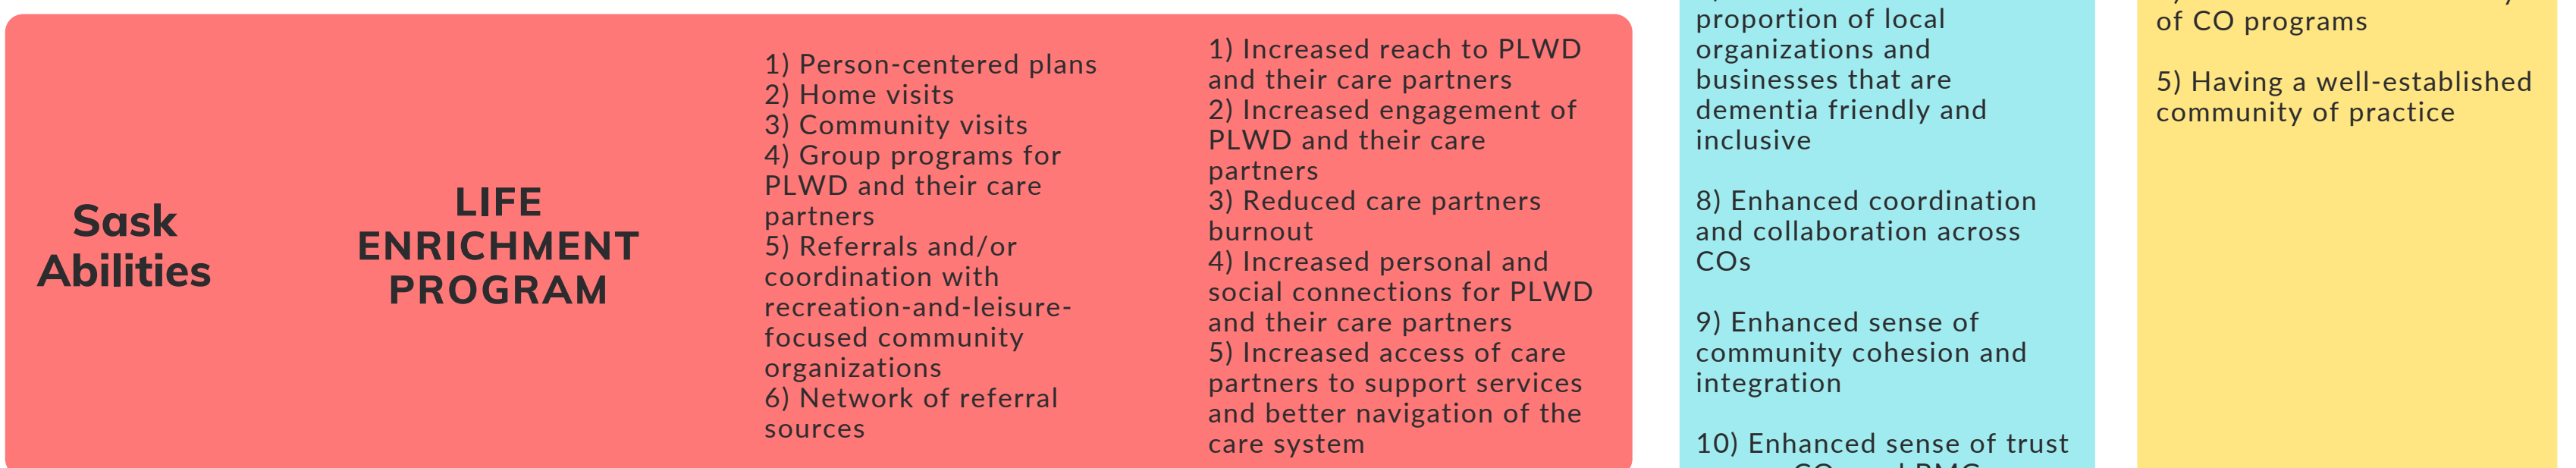 Sask
Abilities
LIFE
ENRICHMENT
PROGRAM
1) Person-centered plans
2) Home visits
3) Community visits
4) Group programs for
PLWD and their care
partners
5) Referrals and/or
coordination with
recreation-and-leisure-
focused community
organizations
6) Network of referral
sources
1) Increased reach to PLWD
and their care partners
2) Increased engagement of
PLWD and their care
partners
3) Reduced care partners
burnout
4) Increased personal and
social connections for PLWD
and their care partners
5) Increased access of care
partners to support services
and better navigation of the
care system
proportion of local
organizations and
businesses that are
dementia friendly and
inclusive
8) Enhanced coordination
and collaboration across
COs
9) Enhanced sense of
community cohesion and
integration
10) Enhanced sense of trust
of CO programs
5) Having a well-established
community of practice